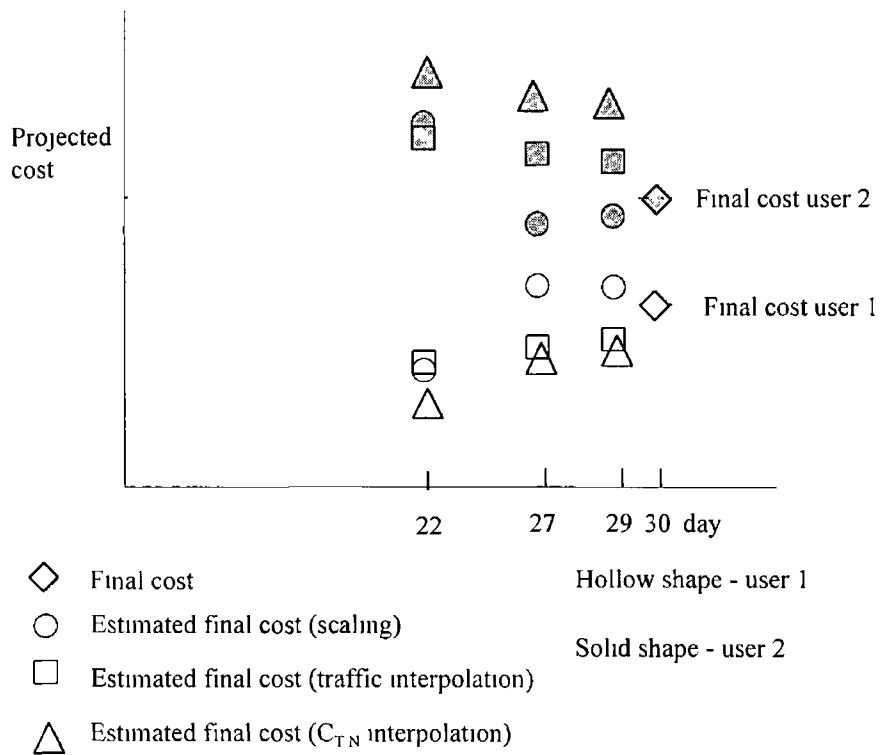 Projected
cost
Final cost user 2
Final cost user 1
22 27 29 30 day
Final cost
Hollow shape - user 1
Estimated final cost (scaling)
Solid shape - user 2
Estimated final cost (traffic interpolation)
Estimated final cost (C_TN interpolation)